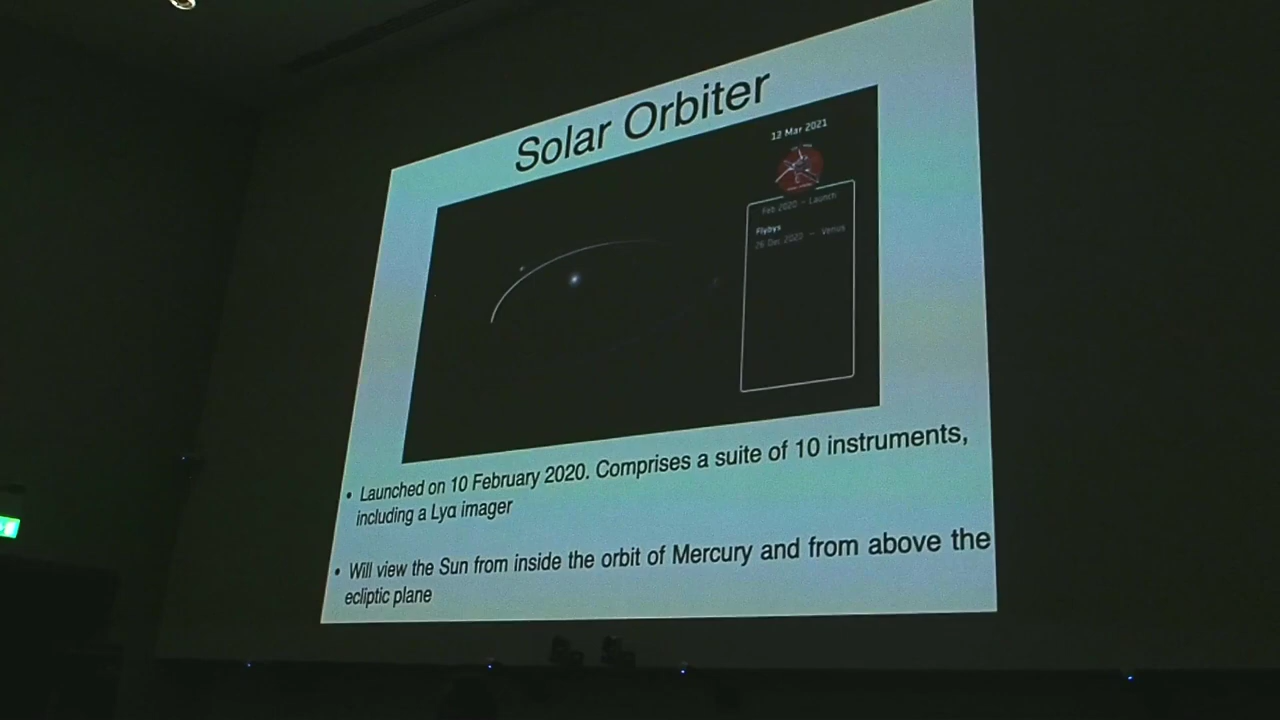 Solar Orbiter
12 Mar 2021
Feb 2020 - Launch
Flybys
26 Dec 2020 - Venus
• Launched on 10 February 2020. Comprises a suite of 10 instruments,
including a Lyα imager
• Will view the Sun from inside the orbit of Mercury and from above the
ecliptic plane